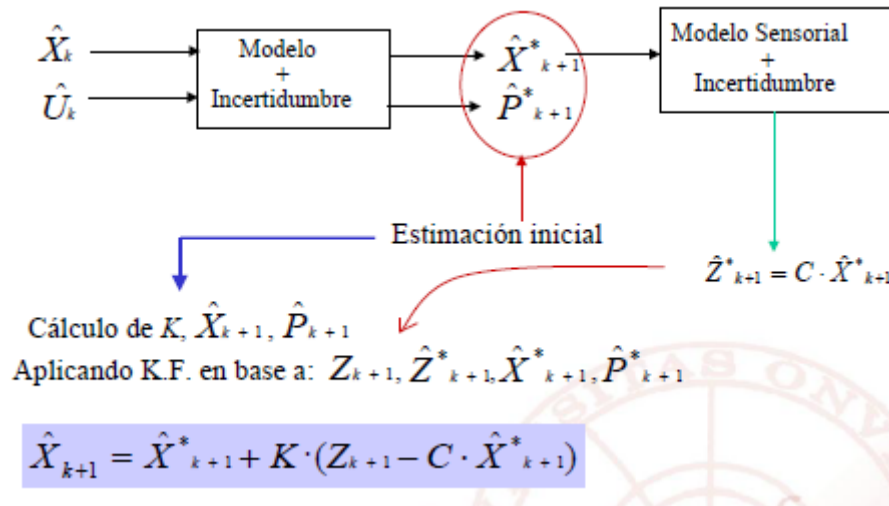 X̂ₖ
Ûₖ
Modelo
+
Incertidumbre
X̂*ₖ₊₁
P̂*ₖ₊₁
Modelo Sensorial
+
Incertidumbre
Estimación inicial
Ẑ*ₖ₊₁ = C · X̂*ₖ₊₁
Cálculo de K, X̂ₖ₊₁, P̂ₖ₊₁
Aplicando K.F. en base a: Zₖ₊₁, Ẑ*ₖ₊₁, X̂*ₖ₊₁, P̂*ₖ₊₁
X̂ₖ₊₁ = X̂*ₖ₊₁ + K·(Zₖ₊₁ − C · X̂*ₖ₊₁)